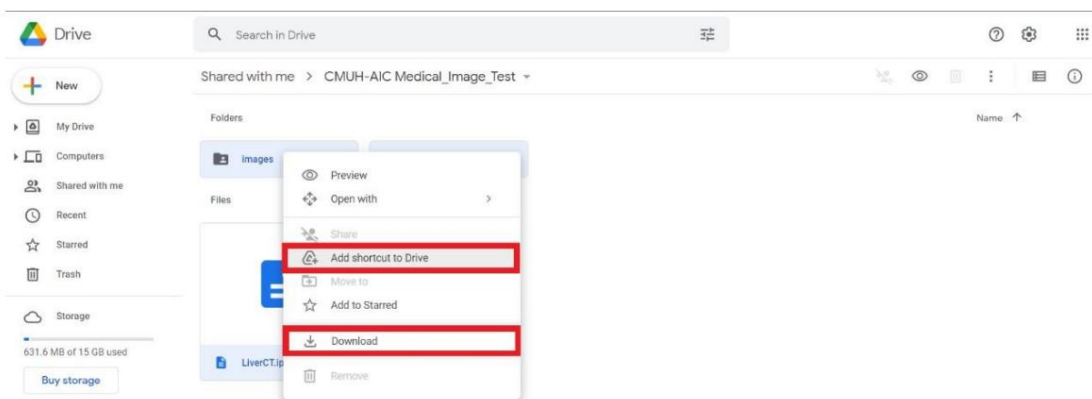 Drive
Search in Drive
New
Shared with me > CMUH-AIC Medical_Image_Test
My Drive
Computers
Shared with me
Recent
Starred
Trash
Storage
631.6 MB of 15 GB used
Buy storage
Folders
Name
images
Files
LiverCT.ip
Preview
Open with
Share
Add shortcut to Drive
Move to
Add to Starred
Download
Remove